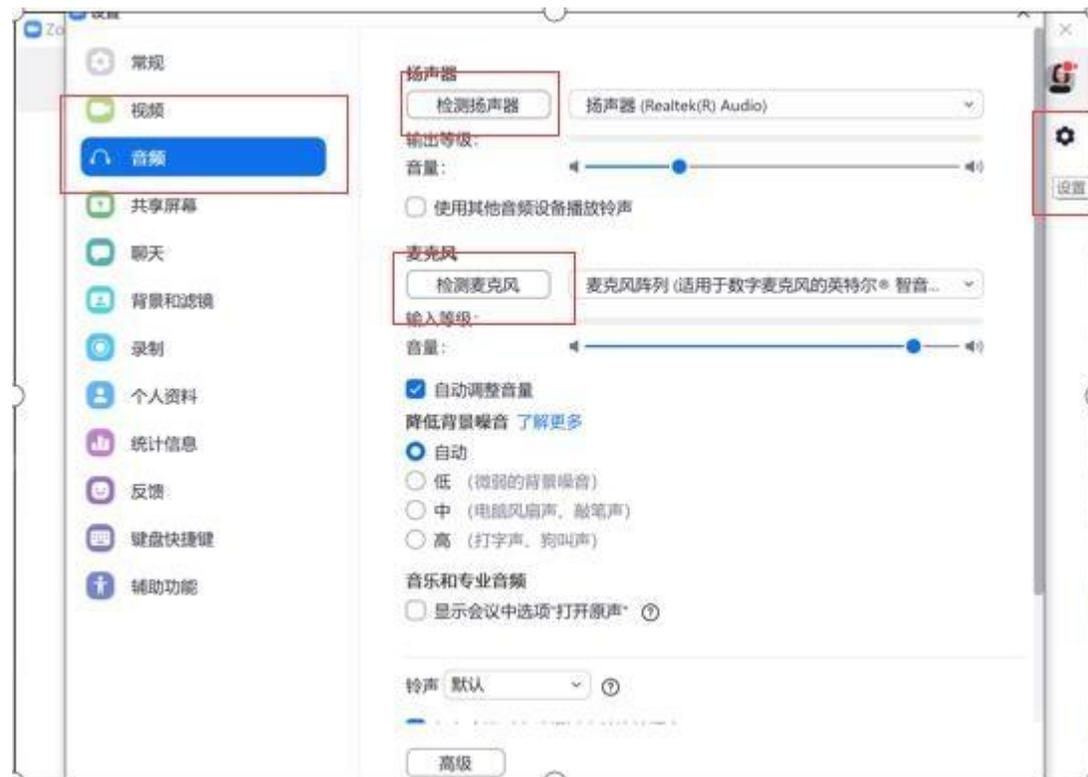 Zo
设置
常规
视频
音频
共享屏幕
聊天
背景和滤镜
录制
个人资料
统计信息
反馈
键盘快捷键
辅助功能
扬声器
检测扬声器 扬声器 (Realtek(R) Audio)
输出等级:
音量:
使用其他音频设备播放铃声
麦克风
检测麦克风 麦克风阵列 (适用于数字麦克风的英特尔® 智音...
输入等级:
音量:
自动调整音量
降低背景噪音 了解更多
自动
低 (微弱的背景噪音)
中 (电脑风扇声、敲笔声)
高 (打字声、狗叫声)
音乐和专业音频
显示会议中选项"打开原声"
铃声 默认
高级
设置